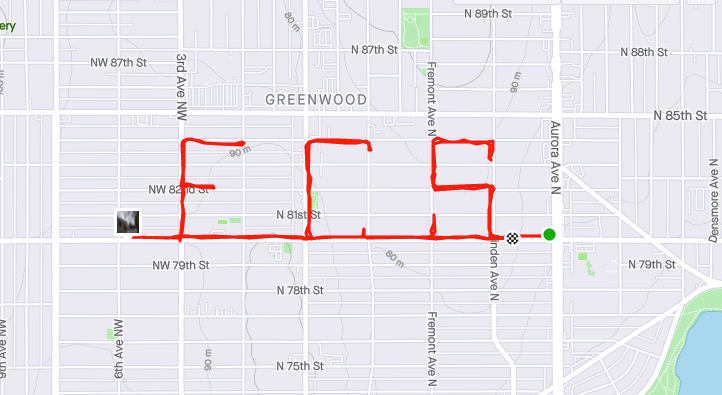 N 89th St
ery
N 87th St
N 88th St
NW 87th St
3rd Ave NW
Fremont Ave N
90 m
80 m
GREENWOOD
N 85th St
Aurora Ave N
90 m
ECS
NW 82nd St
N 81st St
Densmore Ave N
NW 79th St
80 m
inden Ave N
N 79th St
N 78th St
6th Ave NW
90 m
Fremont Ave N
N 75th St
9th Ave NW